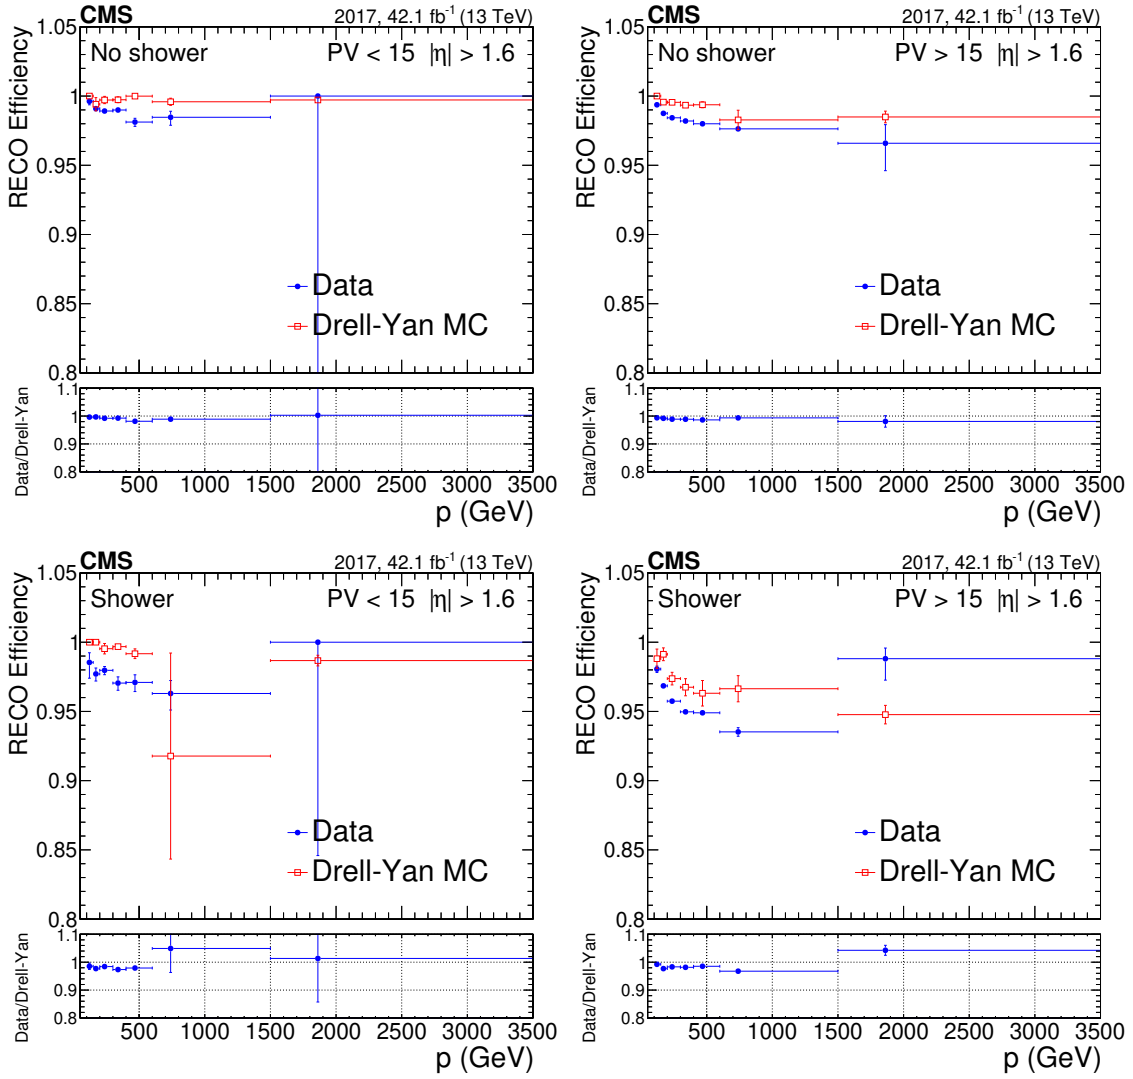 CMS 2017, 42.1 fb-1 (13 TeV)
RECO Efficiency
1.05
1
0.95
0.9
0.85
0.8
No shower PV < 15 |η| > 1.6
Data
Drell-Yan MC
Data/Drell-Yan
1.1
1
0.9
0.8
500 1000 1500 2000 2500 3000 3500
p (GeV)
CMS 2017, 42.1 fb-1 (13 TeV)
RECO Efficiency
1.05
1
0.95
0.9
0.85
0.8
No shower PV > 15 |η| > 1.6
Data
Drell-Yan MC
Data/Drell-Yan
1.1
1
0.9
0.8
500 1000 1500 2000 2500 3000 3500
p (GeV)
CMS 2017, 42.1 fb-1 (13 TeV)
RECO Efficiency
1.05
1
0.95
0.9
0.85
0.8
Shower PV < 15 |η| > 1.6
Data
Drell-Yan MC
Data/Drell-Yan
1.1
1
0.9
0.8
500 1000 1500 2000 2500 3000 3500
p (GeV)
CMS 2017, 42.1 fb-1 (13 TeV)
RECO Efficiency
1.05
1
0.95
0.9
0.85
0.8
Shower PV > 15 |η| > 1.6
Data
Drell-Yan MC
Data/Drell-Yan
1.1
1
0.9
0.8
500 1000 1500 2000 2500 3000 3500
p (GeV)